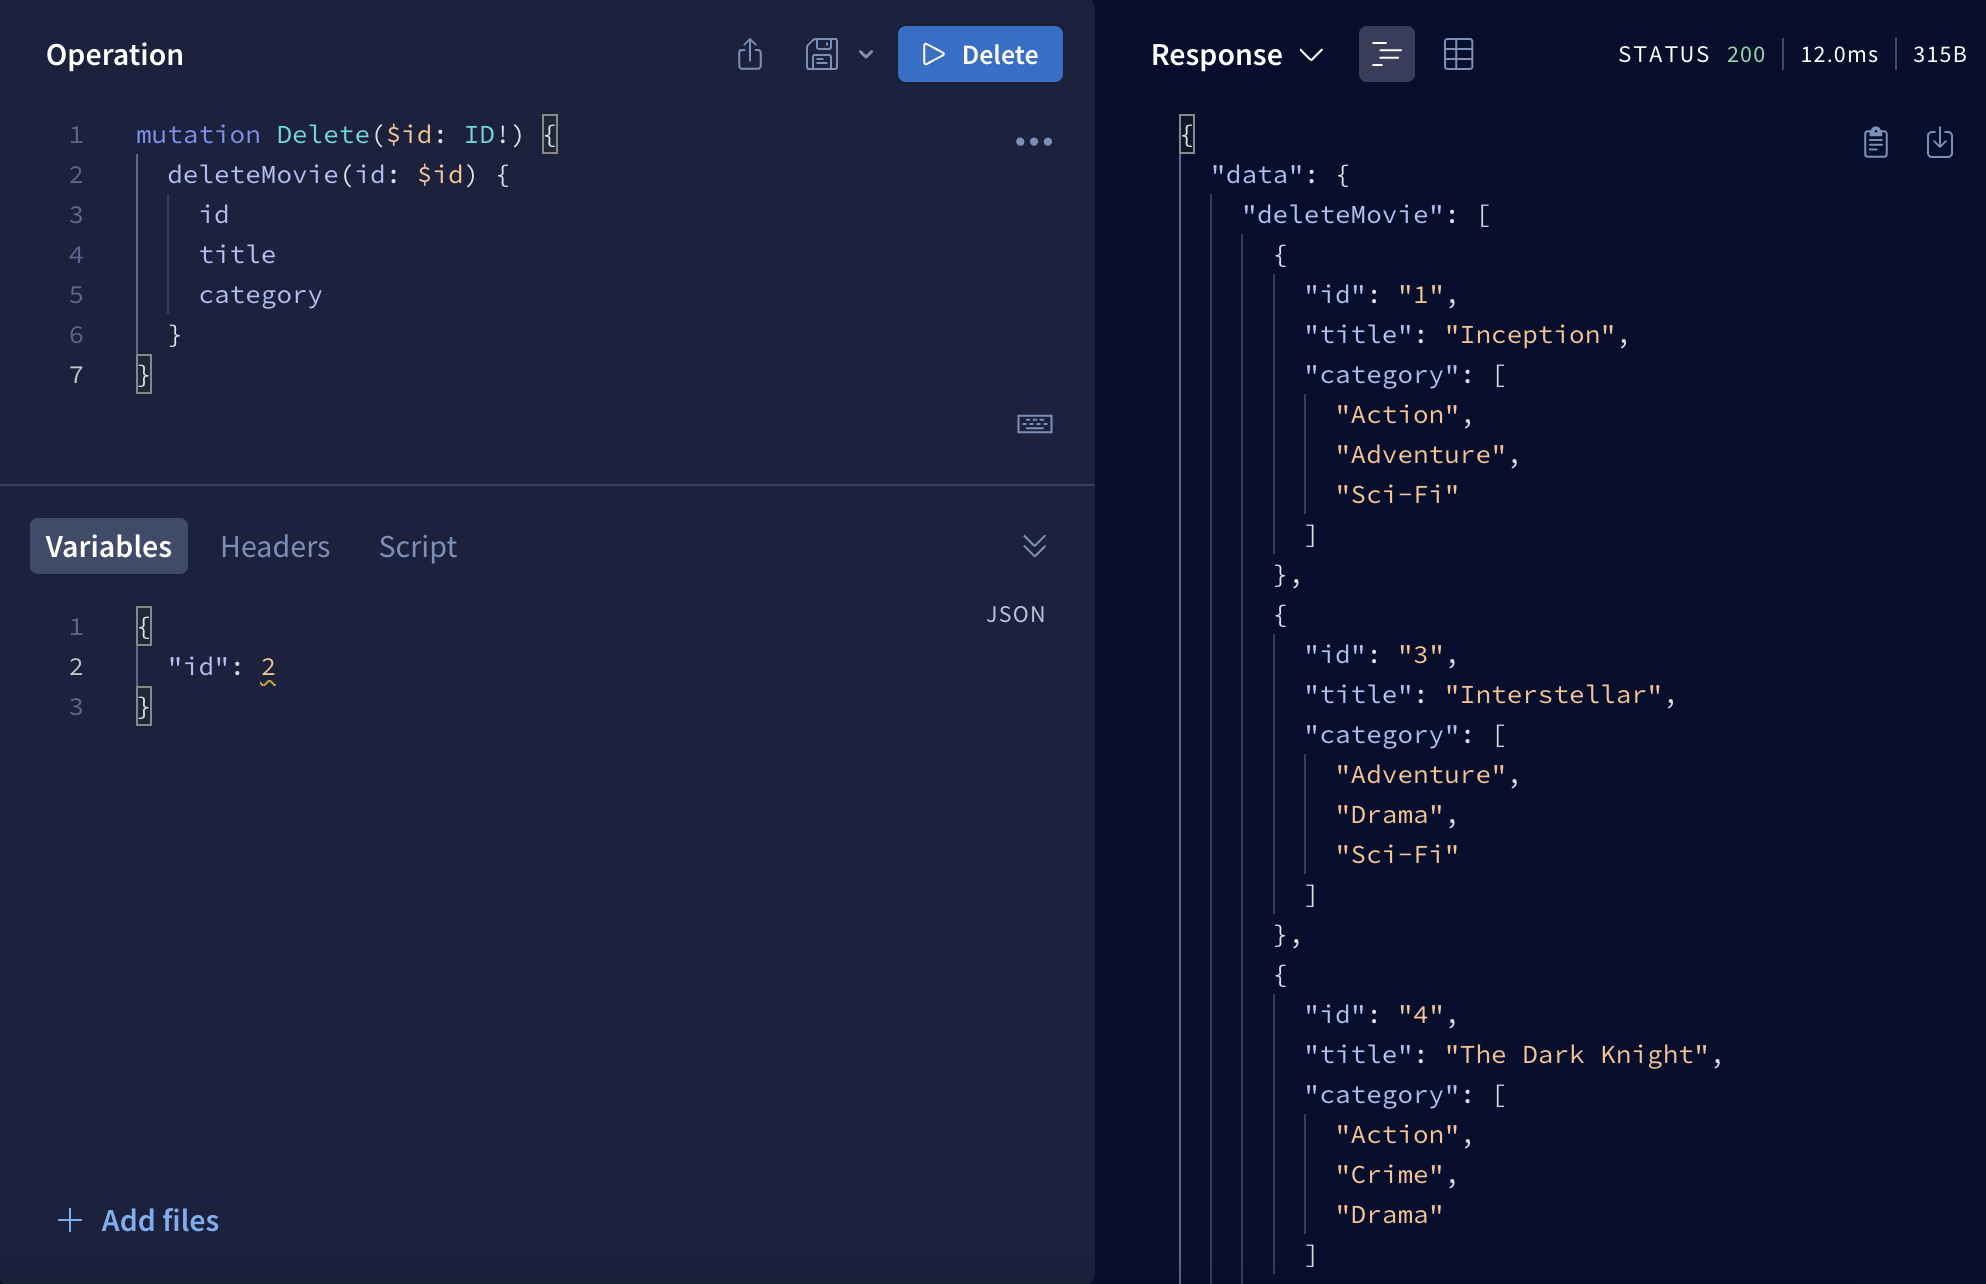 Operation
Delete
1 mutation Delete($id: ID!) {
2 deleteMovie(id: $id) {
3 id
4 title
5 category
6 }
7 }
Variables Headers Script
JSON
1 {
2 "id": 2
3 }
Add files
Response
STATUS 200 12.0ms 315B
{
"data": {
"deleteMovie": [
{
"id": "1",
"title": "Inception",
"category": [
"Action",
"Adventure",
"Sci-Fi"
]
},
{
"id": "3",
"title": "Interstellar",
"category": [
"Adventure",
"Drama",
"Sci-Fi"
]
},
{
"id": "4",
"title": "The Dark Knight",
"category": [
"Action",
"Crime",
"Drama"
]